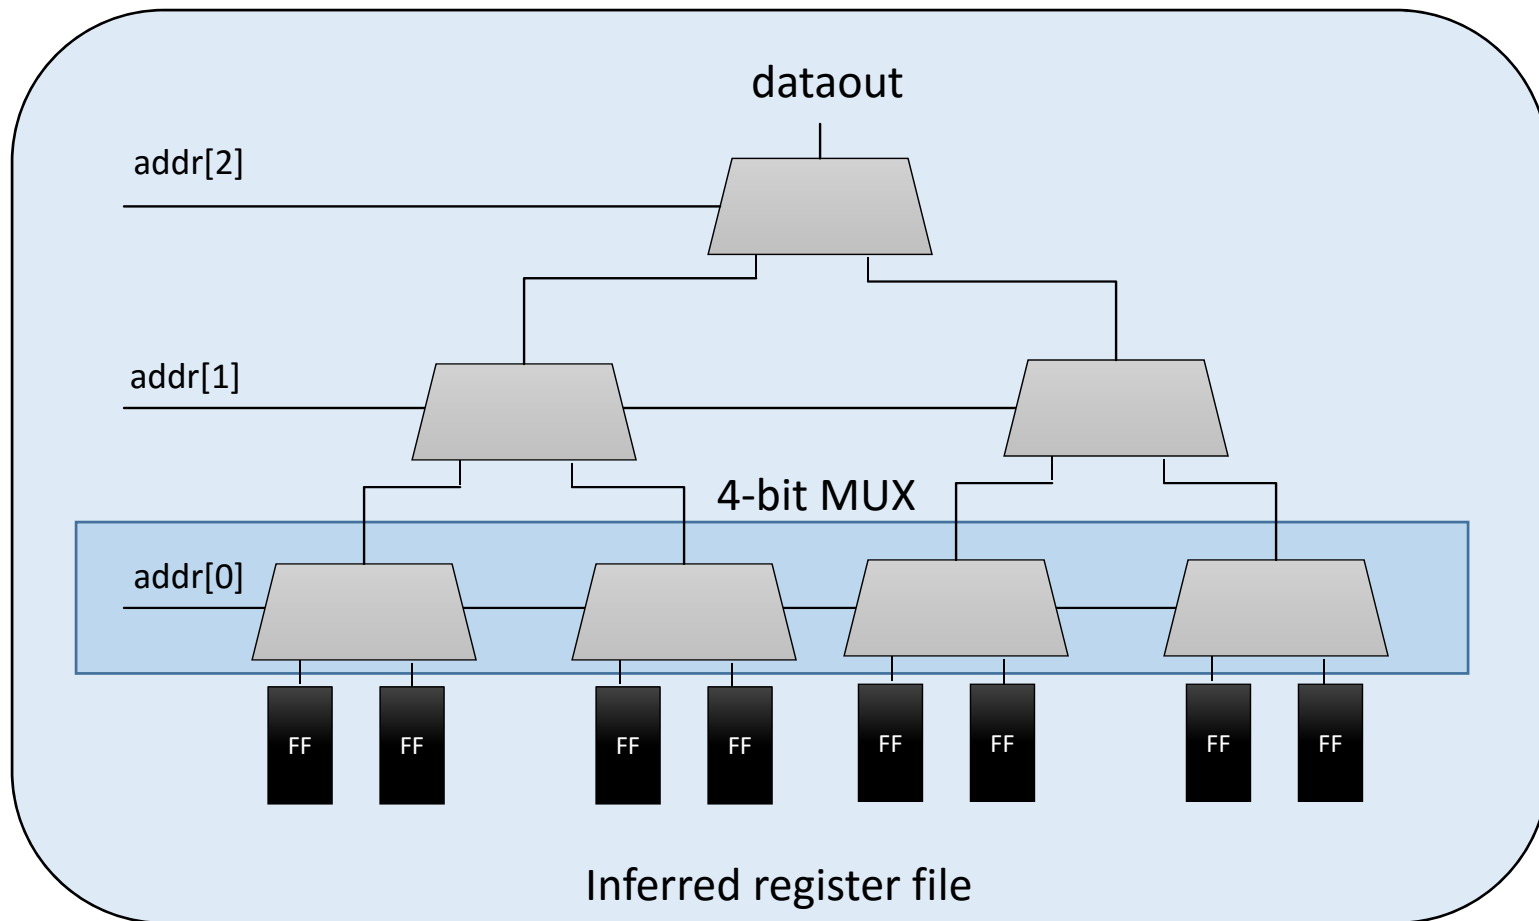 dataout
addr[2]
addr[1]
4-bit MUX
addr[0]
FF FF FF FF FF FF FF FF
Inferred register file